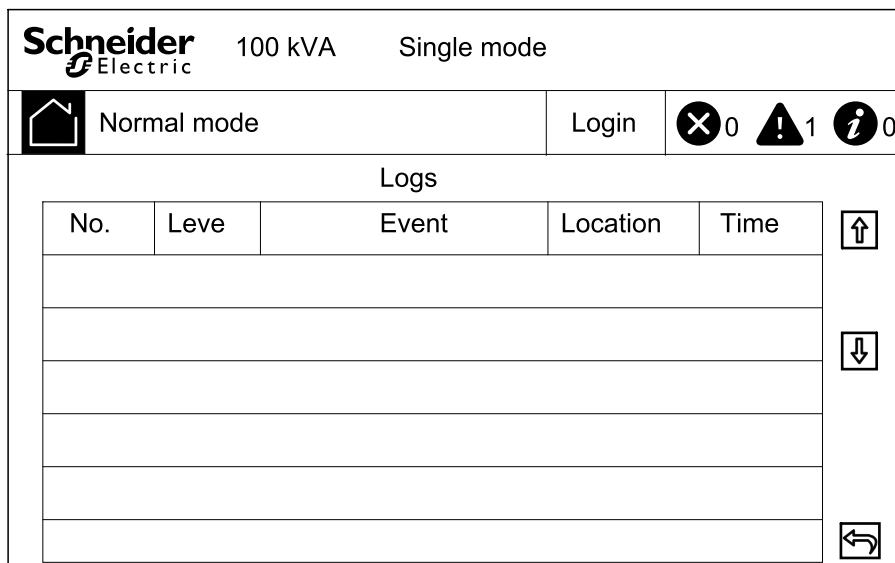 Schneider Electric 100 kVA Single mode
Normal mode Login 0 1 0
Logs
No. Leve Event Location Time